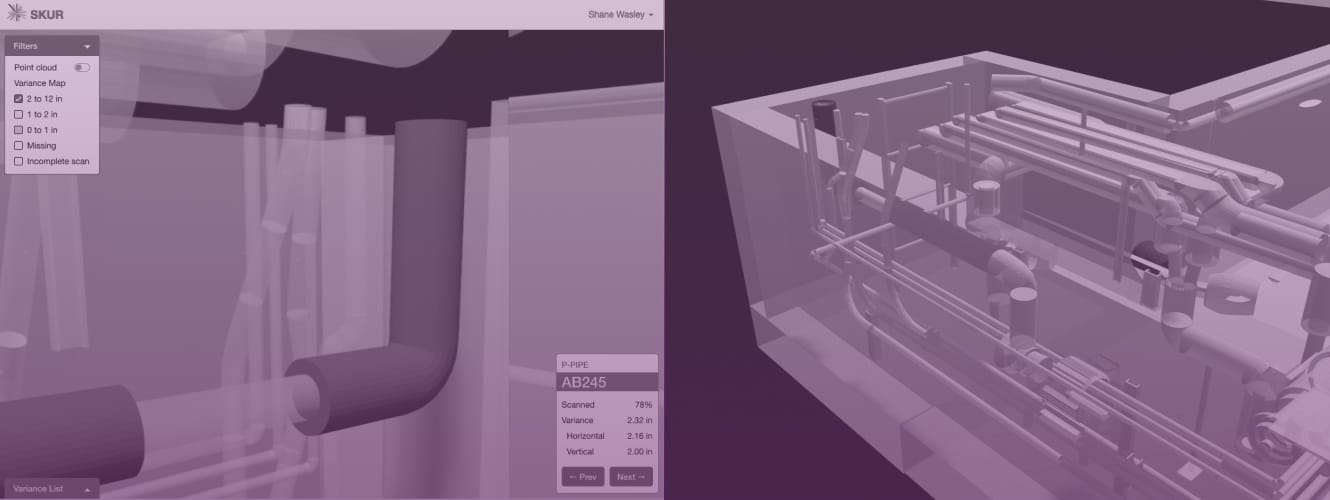 SKUR
Shane Wasley
Filters
Point cloud
Variance Map
2 to 12 in
1 to 2 in
0 to 1 in
Missing
Incomplete scan
P-PIPE
AB245
Scanned 78%
Variance 2.32 in
Horizontal 2.16 in
Vertical 2.00 in
← Prev Next →
Variance List